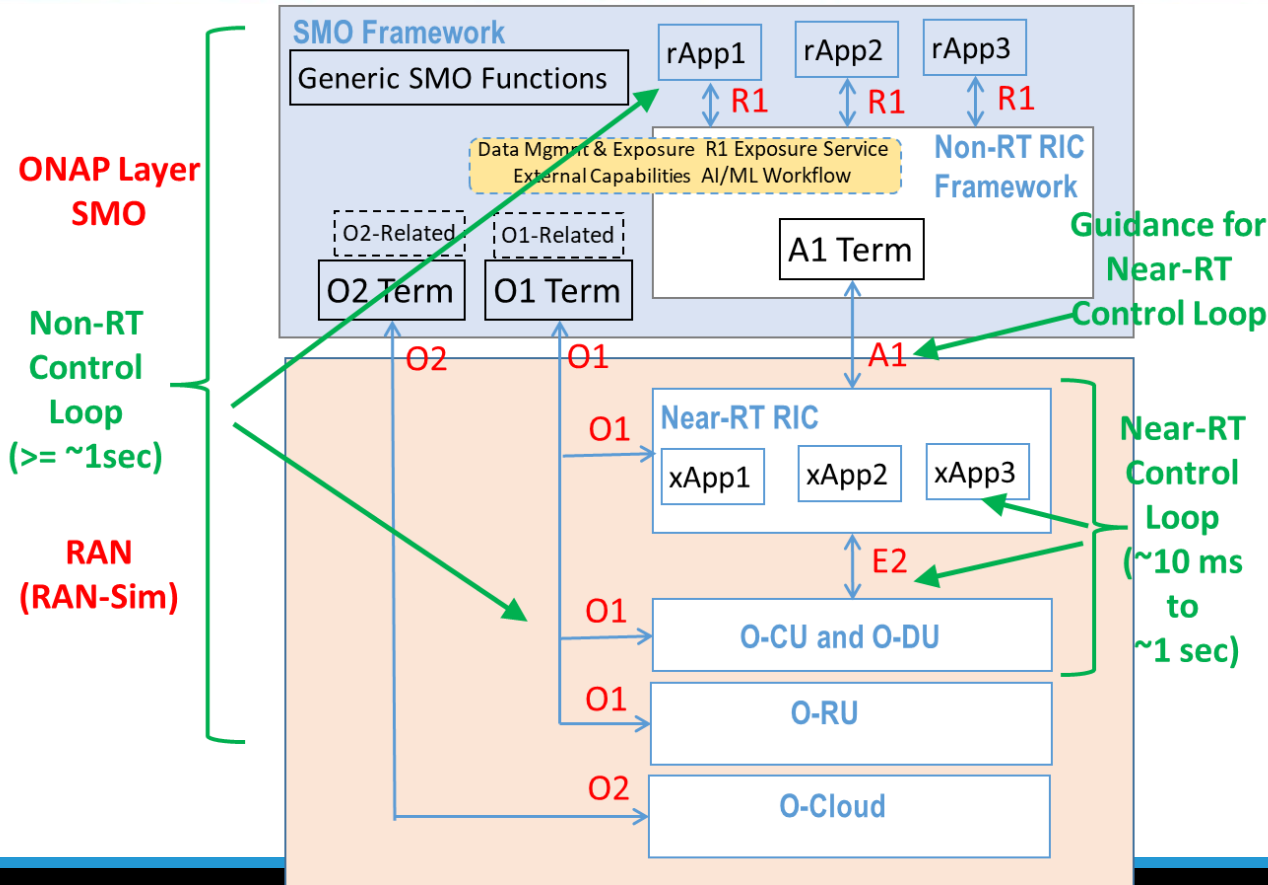 SMO Framework
Generic SMO Functions
rApp1
rApp2
rApp3
R1
R1
R1
Data Mgmnt & Exposure R1 Exposure Service
External Capabilities AI/ML Workflow
Non-RT RIC
Framework
ONAP Layer
SMO
O2-Related
O1-Related
A1 Term
O2 Term
O1 Term
Guidance for
Near-RT
Control Loop
Non-RT
Control
Loop
(>= ~1sec)
O2
O1
A1
Near-RT RIC
O1
xApp1
xApp2
xApp3
Near-RT
Control
Loop
(~10 ms
to
~1 sec)
RAN
(RAN-Sim)
E2
O1
O-CU and O-DU
O1
O-RU
O2
O-Cloud